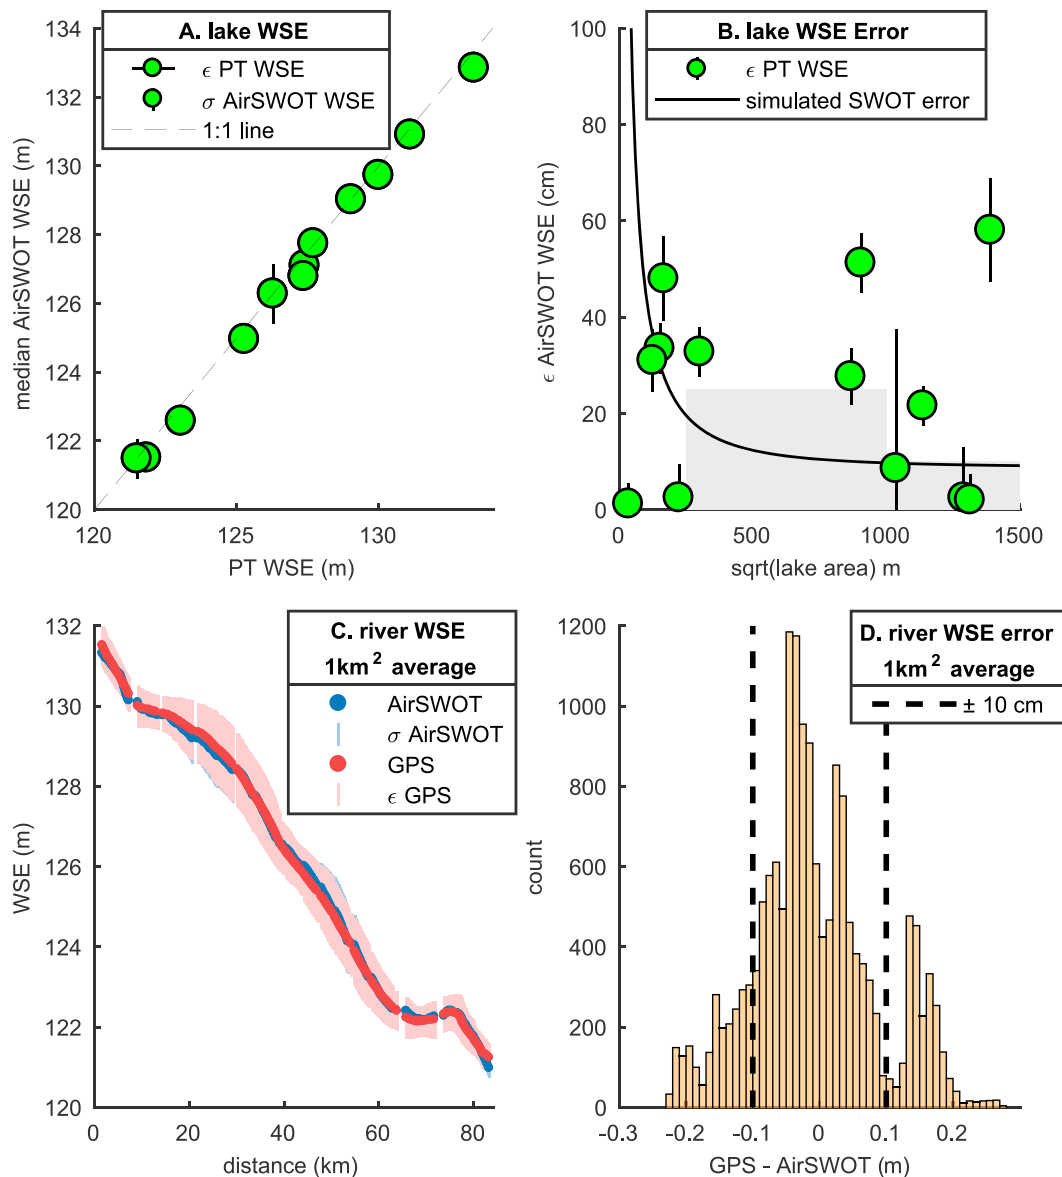 A. lake WSE
ϵ PT WSE
σ AirSWOT WSE
1:1 line
median AirSWOT WSE (m)
134
132
130
128
126
124
122
120
120 125 130
PT WSE (m)
B. lake WSE Error
ϵ PT WSE
simulated SWOT error
ϵ AirSWOT WSE (cm)
100
80
60
40
20
0
0 500 1000 1500
sqrt(lake area) m
C. river WSE
1km² average
AirSWOT
σ AirSWOT
GPS
ϵ GPS
WSE (m)
132
130
128
126
124
122
120
0 20 40 60 80
distance (km)
D. river WSE error
1km² average
± 10 cm
count
1200
1000
800
600
400
200
0
-0.3 -0.2 -0.1 0 0.1 0.2
GPS - AirSWOT (m)